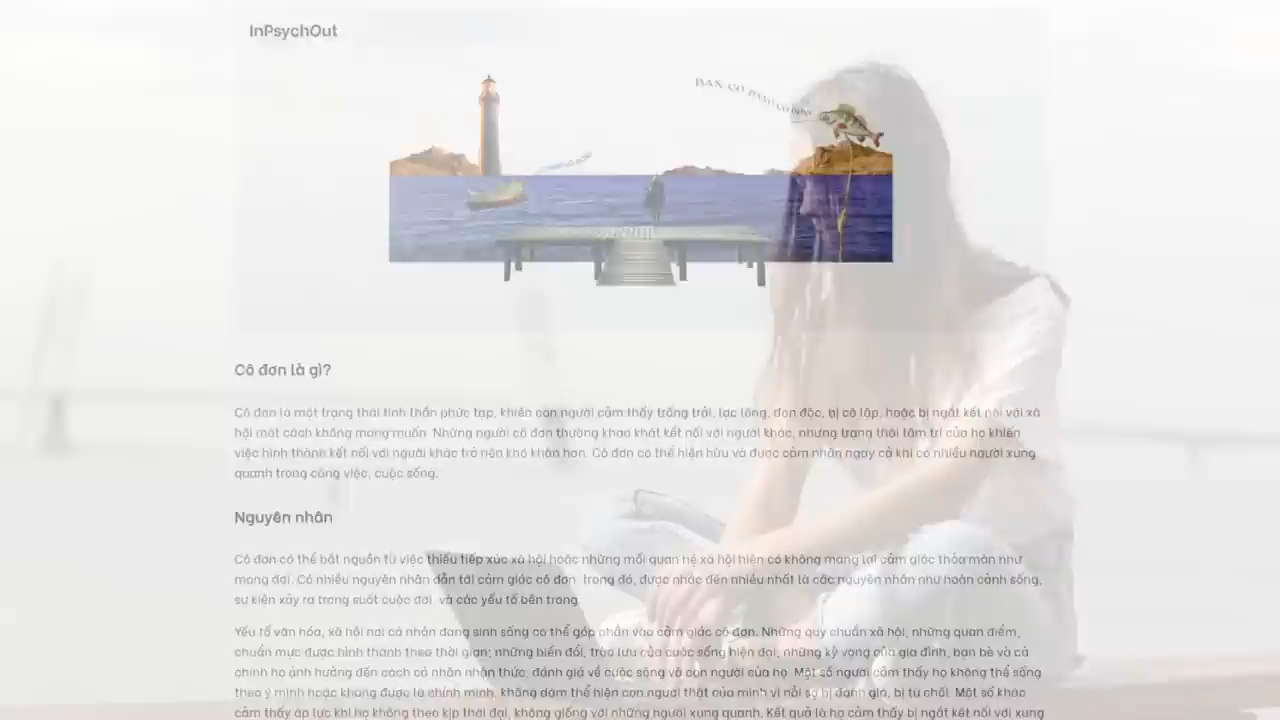 InPsychOut
BẠN CÓ ĐANG CÔ ĐƠN?
Cô đơn là gì?
Cô đơn là một trạng thái tinh thần phức tạp, khiến con người cảm thấy trống trải, lạc lõng, đơn độc, bị cô lập, hoặc bị ngắt kết nối với xã
hội một cách không mong muốn. Những người cô đơn thường khao khát kết nối với người khác, nhưng trạng thái tâm trí của họ khiến
việc hình thành kết nối với người khác trở nên khó khăn hơn. Cô đơn có thể hiện hữu và được cảm nhận ngay cả khi có nhiều người xung
quanh trong công việc, cuộc sống.
Nguyên nhân
Cô đơn có thể bắt nguồn từ việc thiếu tiếp xúc xã hội hoặc những mối quan hệ xã hội hiện có không mang lại cảm giác thỏa mãn như
mong đợi. Có nhiều nguyên nhân dẫn tới cảm giác cô đơn, trong đó, được nhắc đến nhiều nhất là các nguyên nhân như hoàn cảnh sống,
sự kiện xảy ra trong suốt cuộc đời, và các yếu tố bên trong.
Yếu tố văn hóa, xã hội nơi cá nhân đang sinh sống có thể góp phần vào cảm giác cô đơn. Những quy chuẩn xã hội, những quan điểm,
chuẩn mực được hình thành theo thời gian; những biến đổi, trào lưu của cuộc sống hiện đại, những kỳ vọng của gia đình, bạn bè và cả
chính họ ảnh hưởng đến cách cá nhân nhận thức, đánh giá về cuộc sống và con người của họ. Một số người cảm thấy họ không thể sống
theo ý mình hoặc không được là chính mình, không dám thể hiện con người thật của mình vì nỗi sợ bị đánh giá, bị từ chối. Một số khác
cảm thấy áp lực khi họ không theo kịp thời đại, không giống với những người xung quanh. Kết quả là họ cảm thấy bị ngắt kết nối với xung